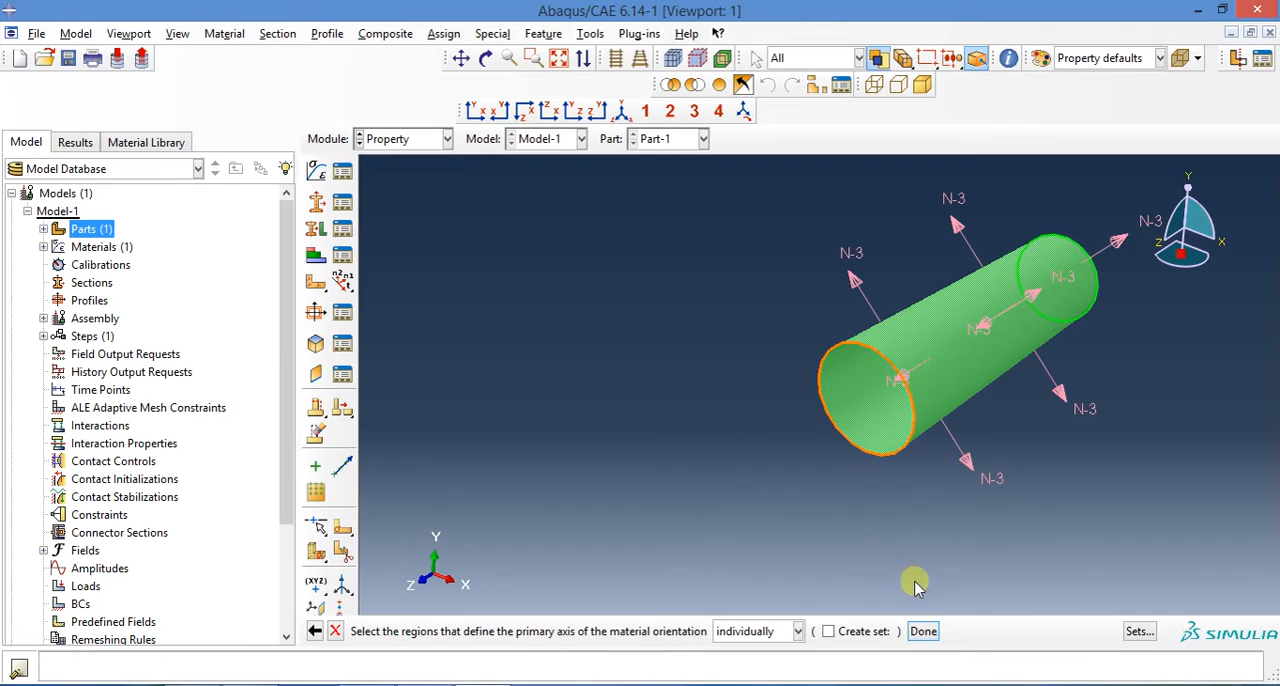 Abaqus/CAE 6.14-1 [Viewport: 1]
File Model Viewport View Material Section Profile Composite Assign Special Feature Tools Plug-ins Help
All Property defaults
1 2 3 4
Model Results Material Library
Module: Property Model: Model-1 Part: Part-1
Model Database
Models (1)
Model-1
Parts (1)
Materials (1)
Calibrations
Sections
Profiles
Assembly
Steps (1)
Field Output Requests
History Output Requests
Time Points
ALE Adaptive Mesh Constraints
Interactions
Interaction Properties
Contact Controls
Contact Initializations
Contact Stabilizations
Constraints
Connector Sections
Fields
Amplitudes
Loads
BCs
Predefined Fields
Remeshing Rules
Y
N-3
N-3
Z X
N-3
N-3
N-3
N-3
N-3
Y
Z X
Select the regions that define the primary axis of the material orientation individually ( Create set: ) Done Sets...
SIMULIA